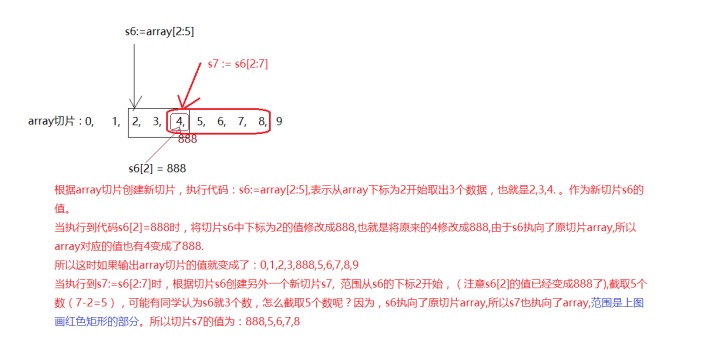 s6:=array[2:5]
s7 := s6[2:7]
array切片：0, 1, 2, 3, 4, 5, 6, 7, 8, 9
888
s6[2] = 888
根据array切片创建新切片，执行代码：s6:=array[2:5],表示从array下标为2开始取出3个数据，也就是2,3,4.。作为新切片s6的
值。
当执行到代码s6[2]=888时，将切片s6中下标为2的值修改成888,也就是将原来的4修改成888,由于s6执向了原切片array,所以
array对应的值也有4变成了888.
所以这时如果输出array切片的值就变成了：0,1,2,3,888,5,6,7,8,9
当执行到s7:=s6[2:7]时，根据切片s6创建另外一个新切片s7, 范围从s6的下标2开始，（ 注意s6[2]的值已经变成888了),截取5个
数（ 7-2=5 ），可能有同学认为s6就3个数，怎么截取5个数呢？因为，s6执向了原切片array,所以s7也执向了array,范围是上图
画红色矩形的部分。所以切片s7的值为：888,5,6,7,8